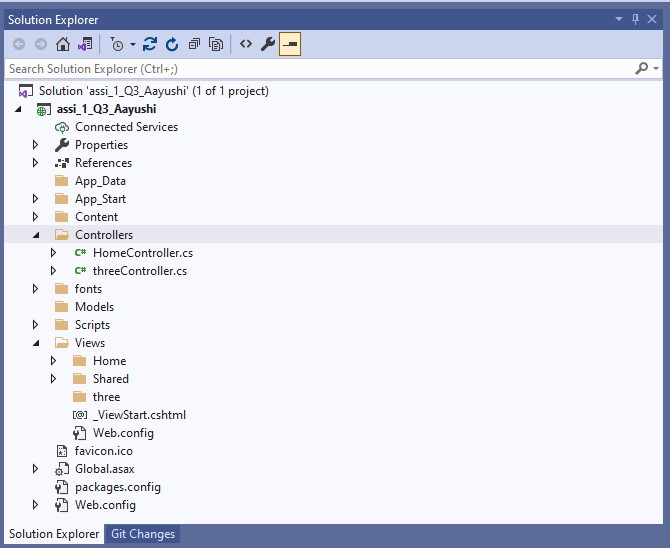 Solution Explorer
Search Solution Explorer (Ctrl+;)
Solution 'assi_1_Q3_Aayushi' (1 of 1 project)
assi_1_Q3_Aayushi
Connected Services
Properties
References
App_Data
App_Start
Content
Controllers
C# HomeController.cs
C# threeController.cs
fonts
Models
Scripts
Views
Home
Shared
three
[@] _ViewStart.cshtml
Web.config
favicon.ico
Global.asax
packages.config
Web.config
Solution Explorer Git Changes